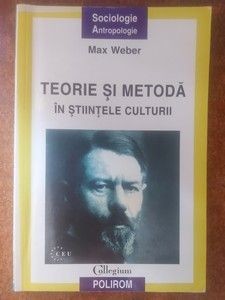 Sociologie
Antropologie
Max Weber
TEORIE ŞI METODĂ
ÎN ŞTIINŢELE CULTURII
CEU
Collegium
POLIROM